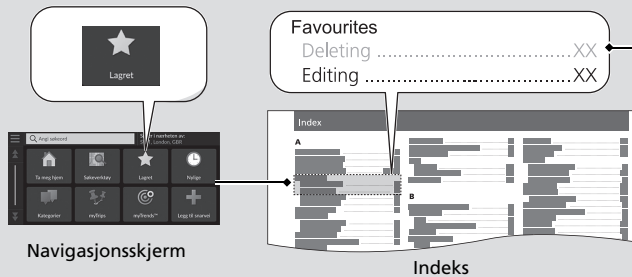 Lagret
Favourites
Deleting ........................XX
Editing ............................XX
Angi søkeord
Søker i nærheten av:
London, GBR
Ta meg hjem
Søkeverktøy
Lagret
Nylige
Kategorier
myTrips
myTrends™
Legg til snarvei
Navigasjonsskjerm
Index
A
B
Indeks